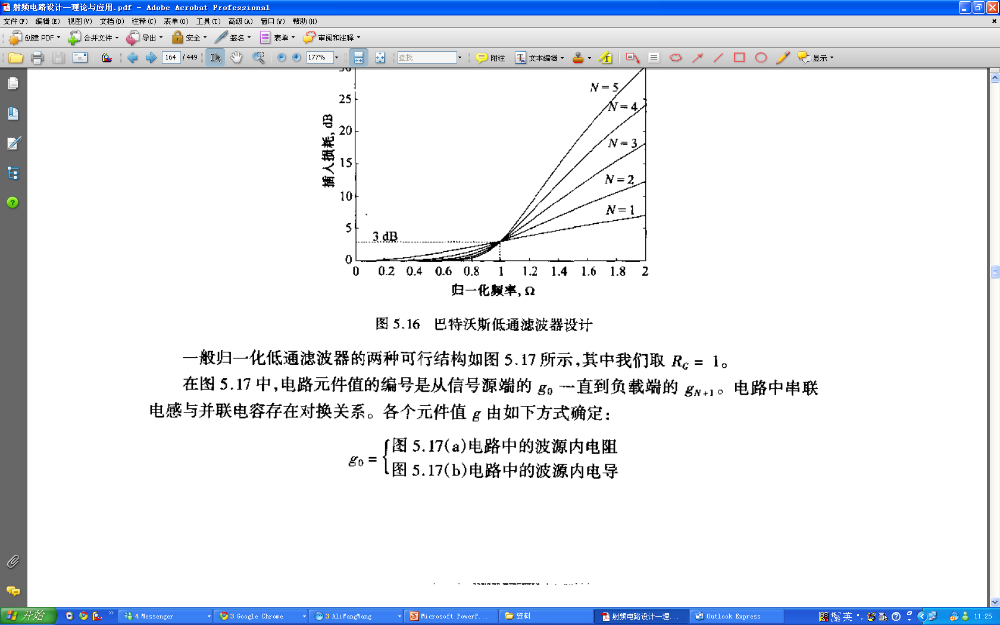 射频电路设计—理论与应用.pdf - Adobe Acrobat Professional
文件(F) 编辑(E) 视图(V) 文档(D) 注释(C) 表单(O) 工具(T) 高级(A) 窗口(W) 帮助(H)
创建 PDF 合并文件 导出 安全 签名 表单 审阅和注释
164 / 449 177% 查找 附注 文本编辑 显示
30
N = 5
25
N = 4
20
N = 3
15
N = 2
10
N = 1
5
3 dB
0
插入损耗, dB
0 0.2 0.4 0.6 0.8 1 1.2 1.4 1.6 1.8 2
归一化频率, Ω
图 5.16 巴特沃斯低通滤波器设计
一般归一化低通滤波器的两种可行结构如图 5.17 所示,其中我们取 R_G = 1。
在图 5.17 中,电路元件值的编号是从信号源端的 g_0 一直到负载端的 g_{N+1}。电路中串联
电感与并联电容存在对换关系。各个元件值 g 由如下方式确定:
图 5.17(a)电路中的波源内电阻
g_0 =
图 5.17(b)电路中的波源内电导
开始 4 Messenger 3 Google Chrome 3 AliWangWang Microsoft PowerP... 资料 射频电路设计—理... Outlook Express 英 11:25